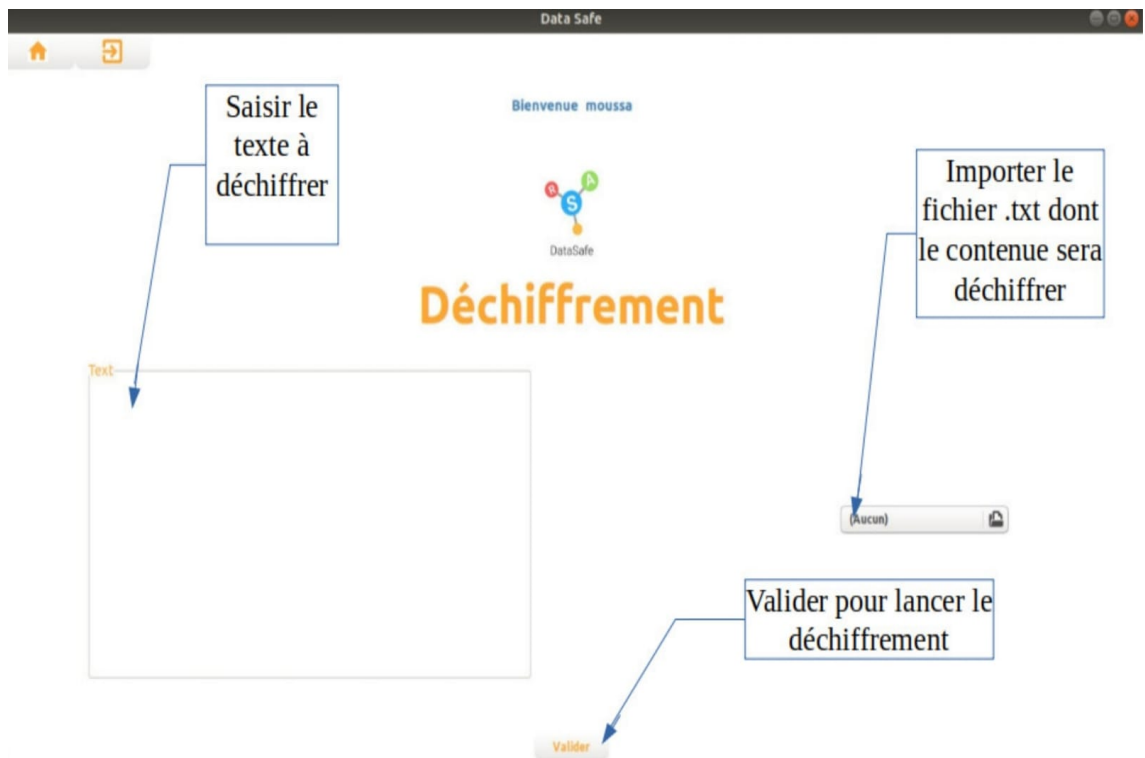 Data Safe
Saisir le
texte à
déchiffrer
Bienvenue moussa
R
A
S
DataSafe
Importer le
fichier .txt dont
le contenue sera
déchiffrer
Déchiffrement
Text
(Aucun)
Valider pour lancer le
déchiffrement
Valider